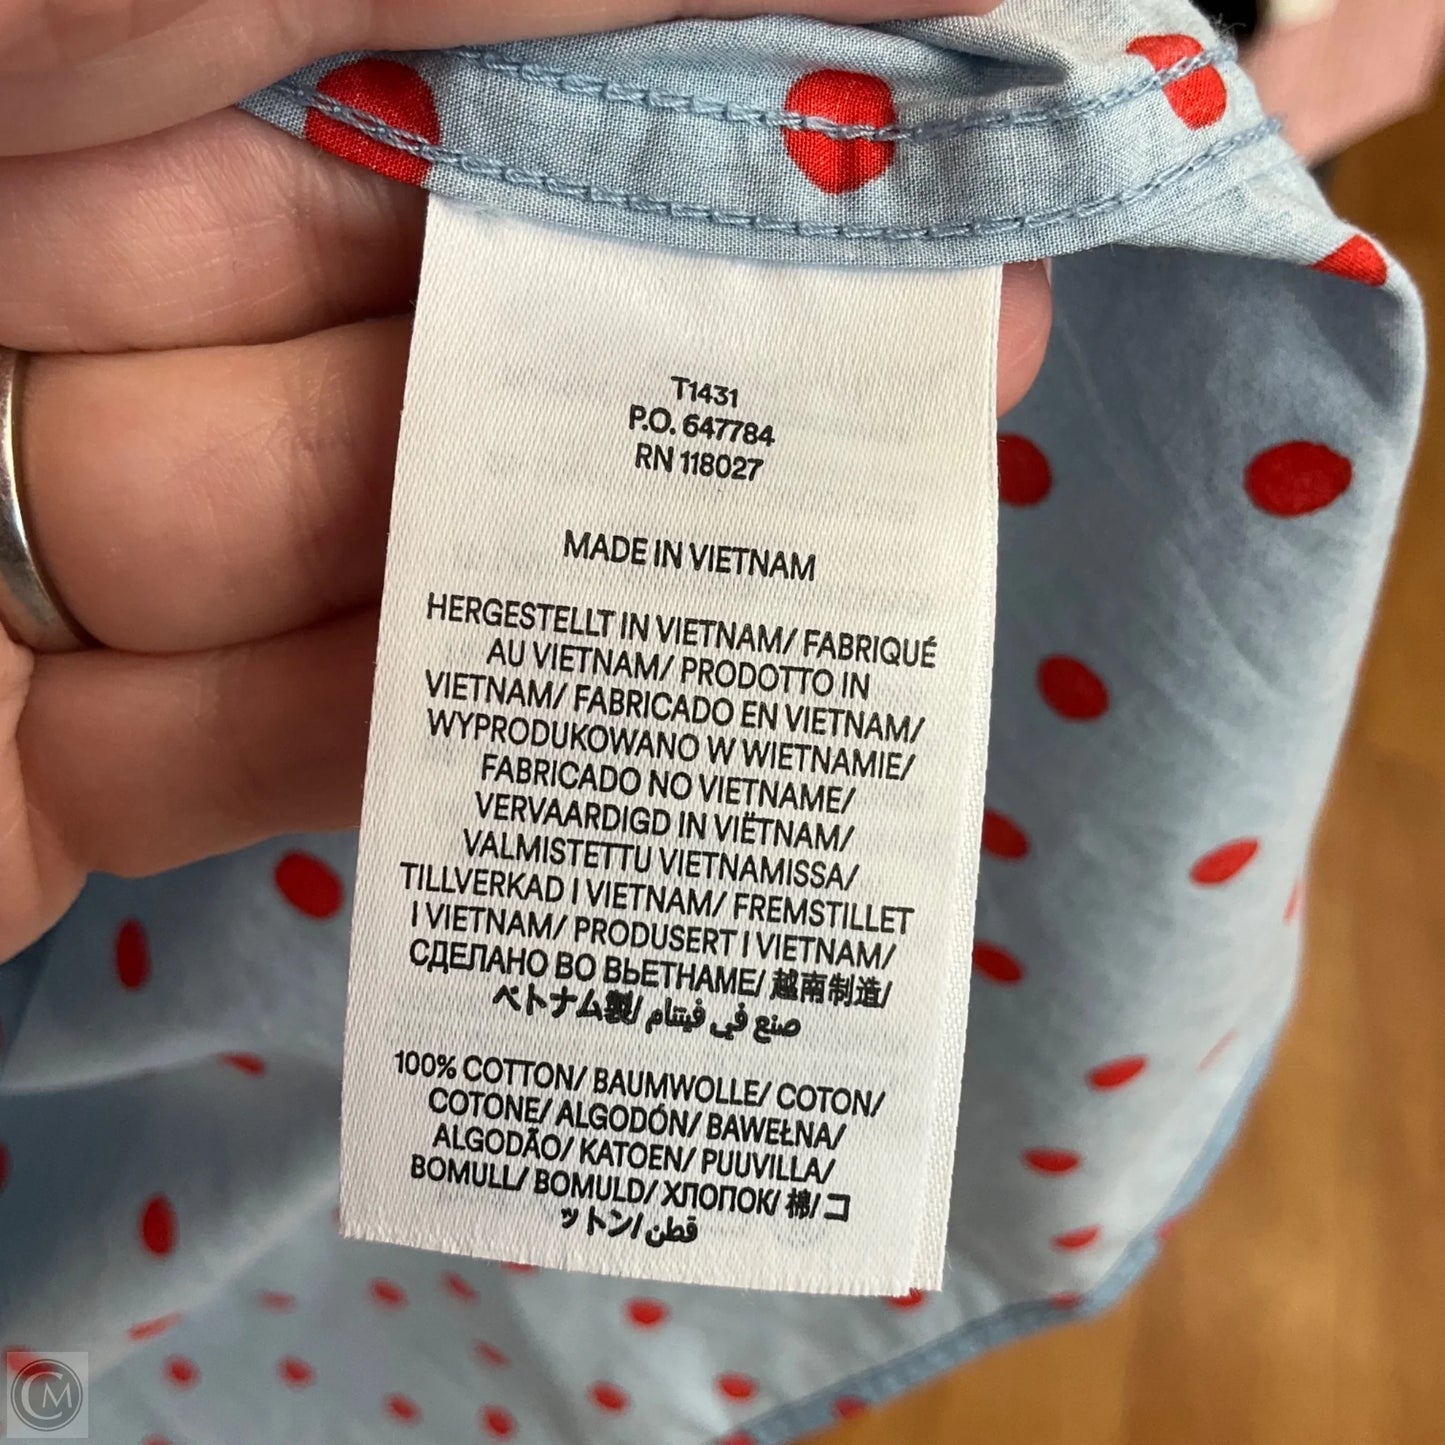 T1431
P.O. 647784
RN 118027
MADE IN VIETNAM
HERGESTELLT IN VIETNAM/ FABRIQUÉ
AU VIETNAM/ PRODOTTO IN
VIETNAM/ FABRICADO EN VIETNAM/
WYPRODUKOWANO W WIETNAMIE/
FABRICADO NO VIETNAME/
VERVAARDIGD IN VIËTNAM/
VALMISTETTU VIETNAMISSA/
TILLVERKAD I VIETNAM/ FREMSTILLET
I VIETNAM/ PRODUSERT I VIETNAM/
СДЕЛАНО ВО ВЬЕТНАМЕ/ 越南制造/
ベトナム製/ صنع في فيتنام
100% COTTON/ BAUMWOLLE/ COTON/
COTONE/ ALGODÓN/ BAWEŁNA/
ALGODÃO/ KATOEN/ PUUVILLA/
BOMULL/ BOMULD/ ХЛОПОК/ 棉/ コ
ットン/ قطن
CM